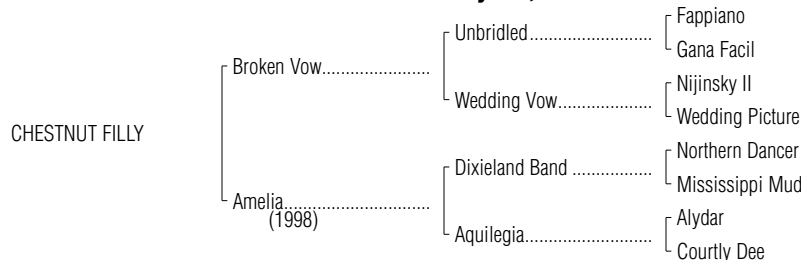 Fappiano
Unbridled..............................
Gana Facil
Broken Vow.......................
Nijinsky II
Wedding Vow......................
Wedding Picture
CHESTNUT FILLY
Northern Dancer
Dixieland Band ...................
Mississippi Mud
Amelia..................................
(1998)
Alydar
Aquilegia..............................
Courtly Dee